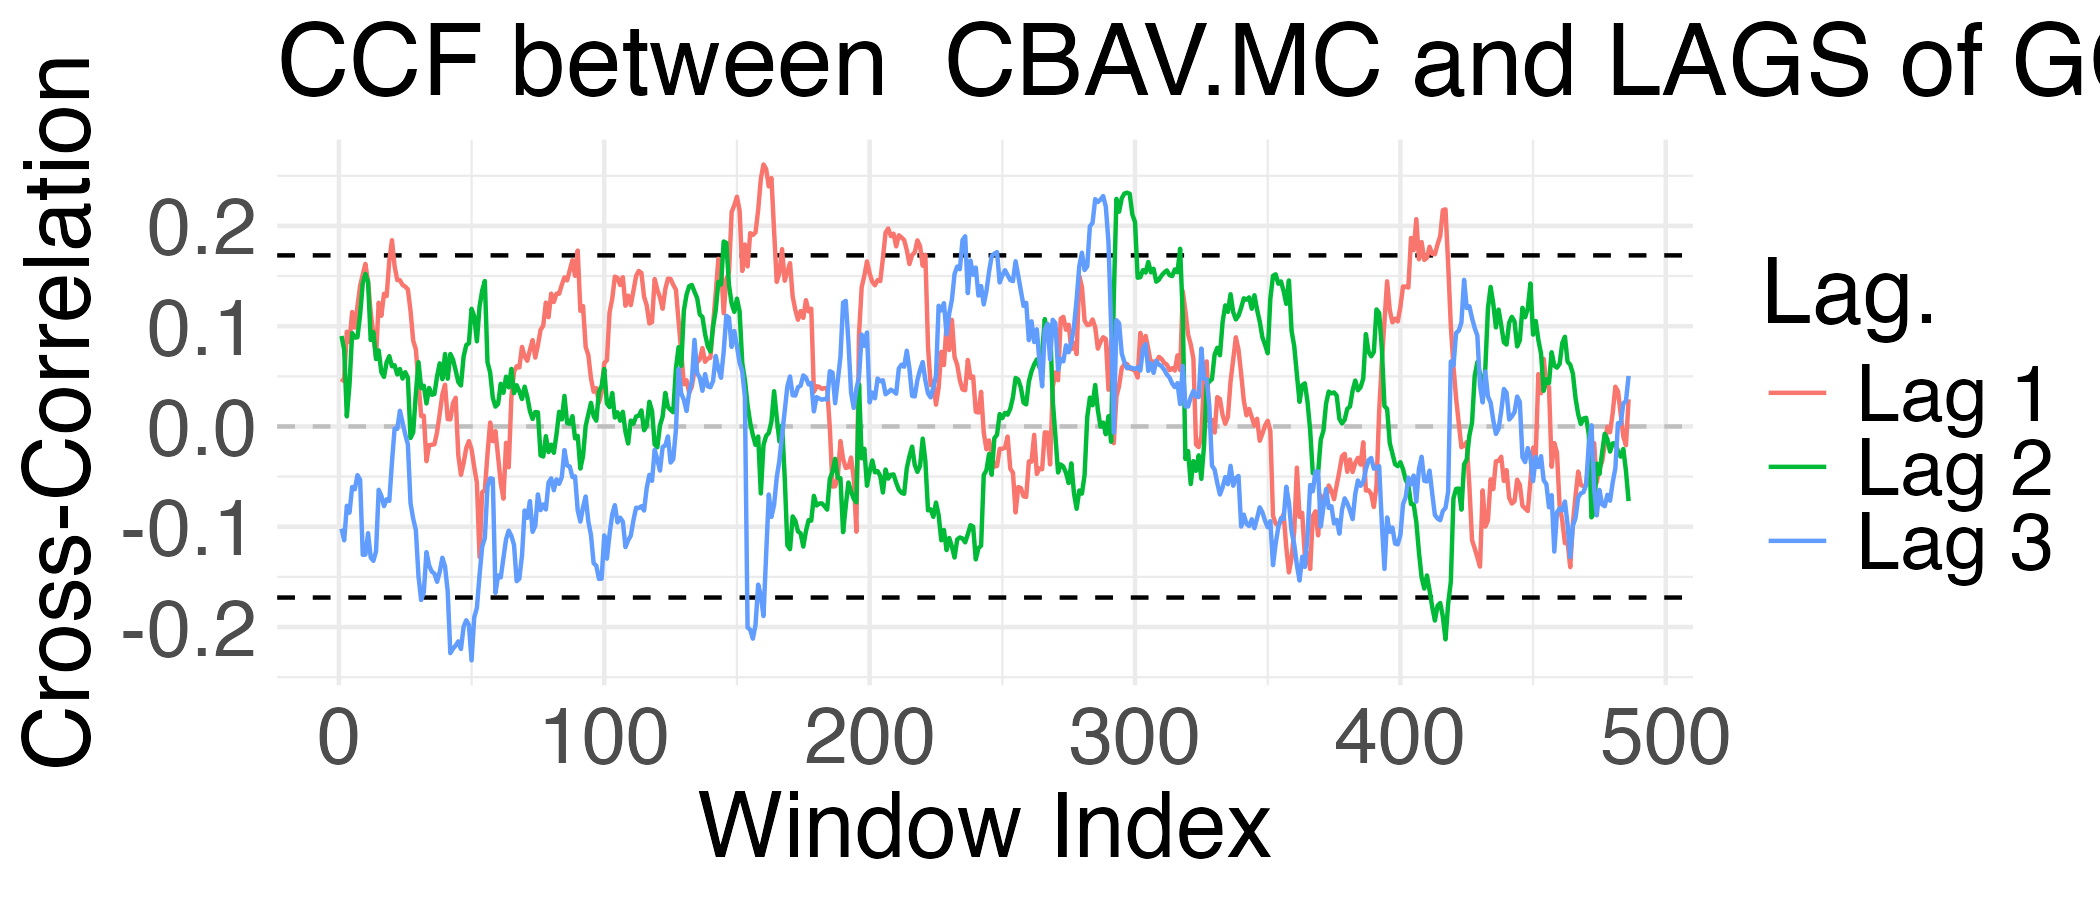 CCF between  CBAV.MC and LAGS of
Cross-Correlation
0.2
0.1
0.0
-0.1
-0.2
0 100 200 300 400 500
Window Index
Lag.
Lag 1
Lag 2
Lag 3